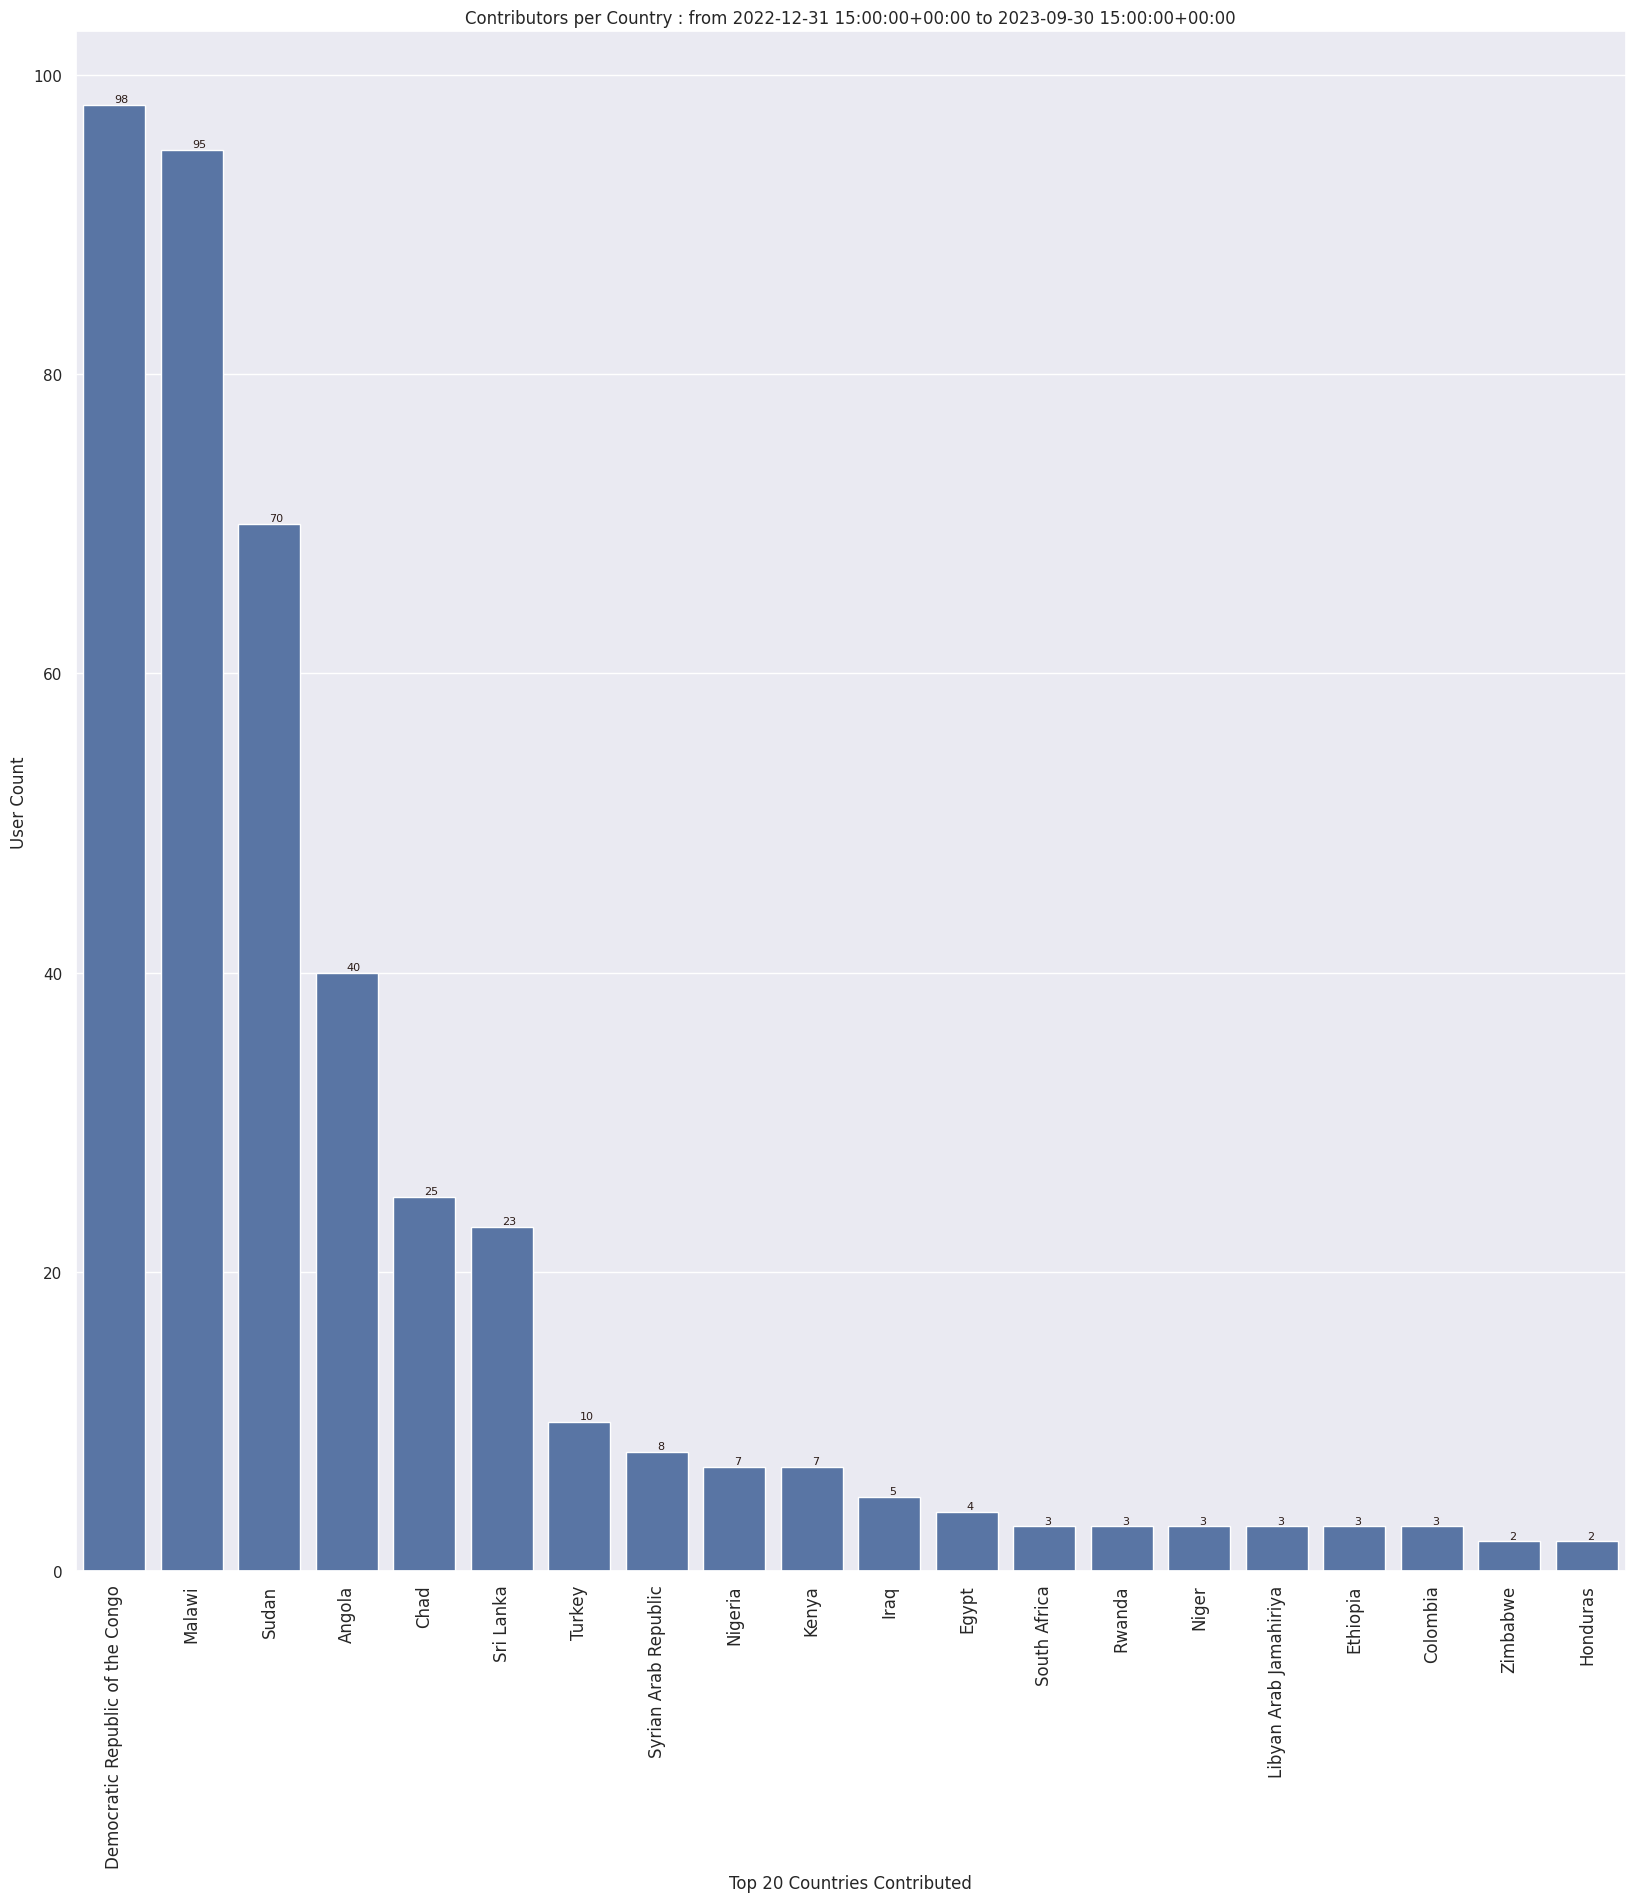 Contributors per Country : from 2022-12-31 15:00:00+00:00 to 2023-09-30 15:00:00+00:00
100
80
60
40
20
0
User Count
98
95
70
40
25
23
10
8
7
7
5
4
3
3
3
3
3
3
2
2
Democratic Republic of the Congo
Malawi
Sudan
Angola
Chad
Sri Lanka
Turkey
Syrian Arab Republic
Nigeria
Kenya
Iraq
Egypt
South Africa
Rwanda
Niger
Libyan Arab Jamahiriya
Ethiopia
Colombia
Zimbabwe
Honduras
Top 20 Countries Contributed